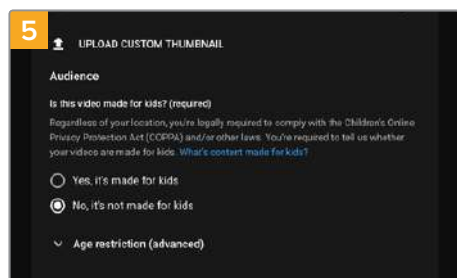 5
UPLOAD CUSTOM THUMBNAIL
Audience
Is this video made for kids? (required)
Regardless of your location, you're legally required to comply with the Children's Online
Privacy Protection Act (COPPA) and/or other laws. You're required to tell us whether
your videos are made for kids. What's content made for kids?
Yes, it's made for kids
No, it's not made for kids
Age restriction (advanced)